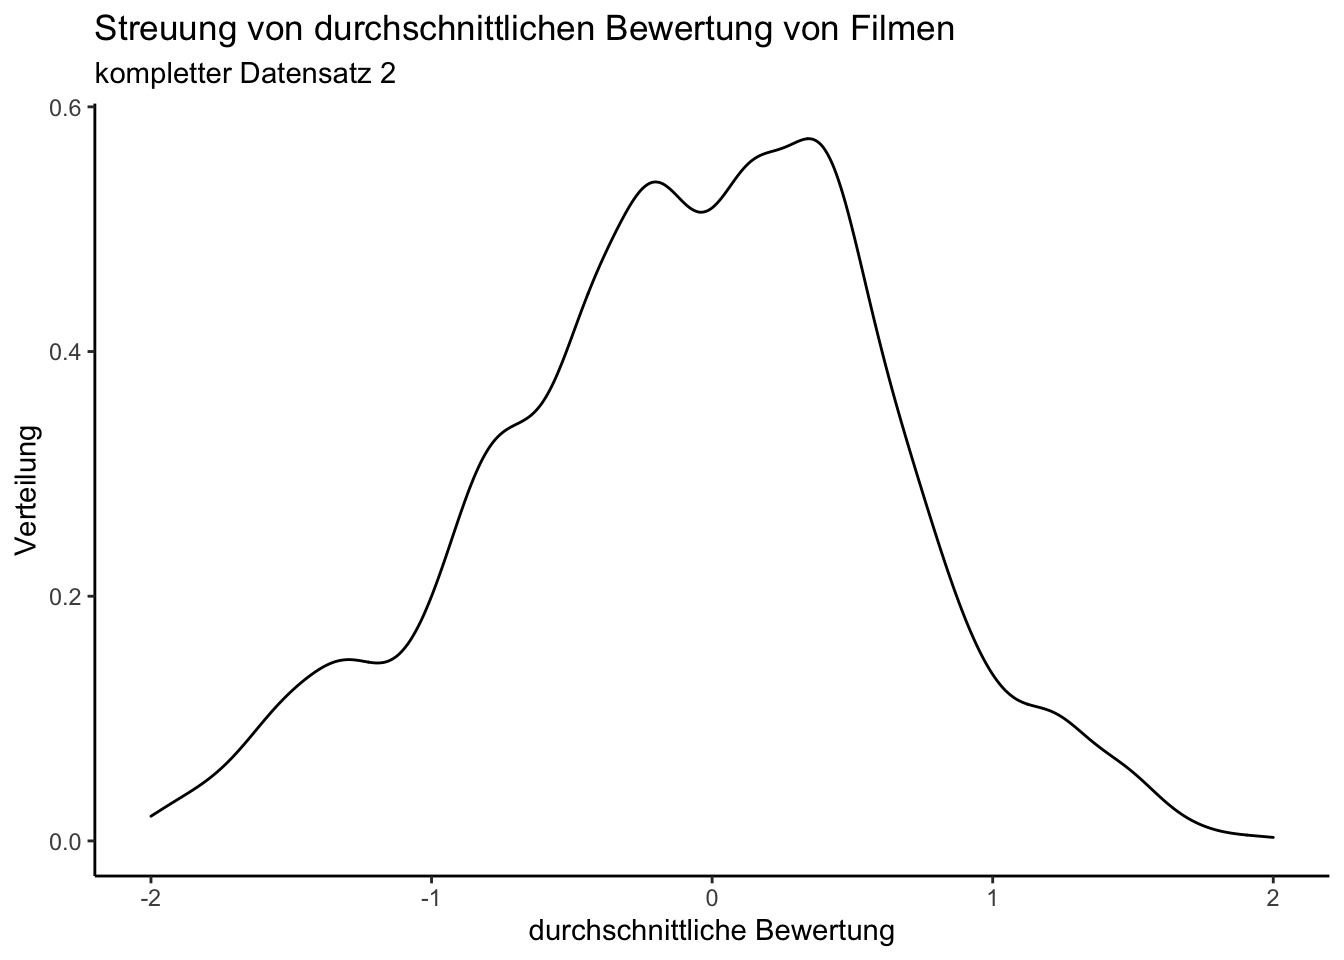 Streuung von durchschnittlichen Bewertung von Filmen
kompletter Datensatz 2
0.6
0.4
0.2
0.0
Verteilung
-2 -1 0 1 2
durchschnittliche Bewertung